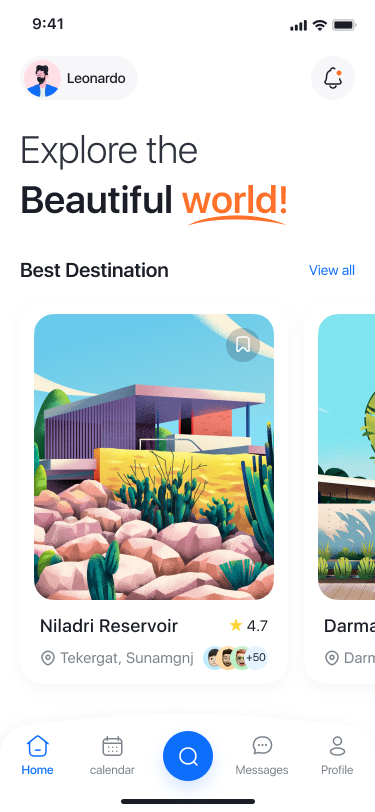 9:41
Leonardo
Explore the
Beautiful world!
Best Destination
View all
Niladri Reservoir
4.7
Tekergat, Sunamgnj
+50
Darma
Darm
Home
calendar
Messages
Profile